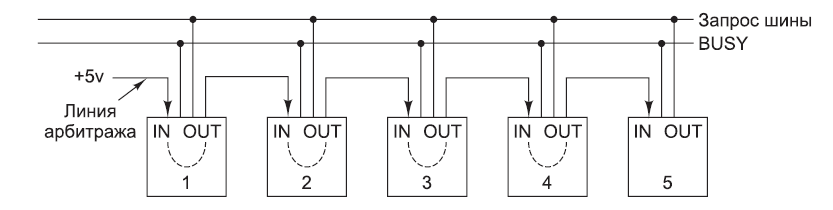 Запрос шины
BUSY
+5v
Линия
арбитража
IN OUT IN OUT IN OUT IN OUT IN OUT
1 2 3 4 5